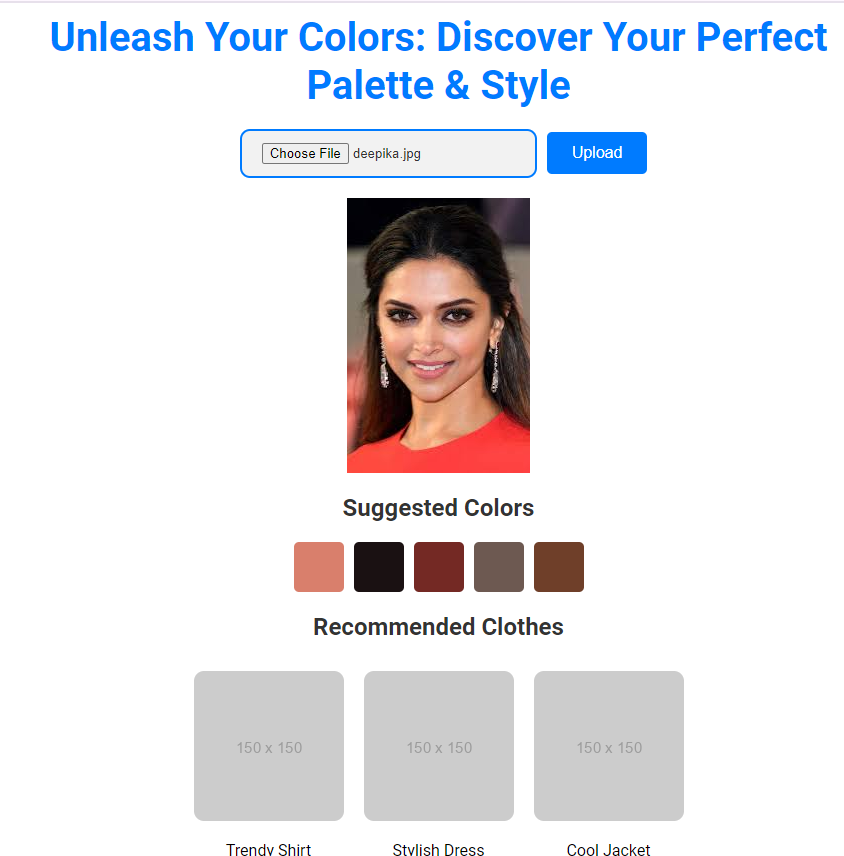 Unleash Your Colors: Discover Your Perfect
Palette & Style
Choose File deepika.jpg
Upload
Suggested Colors
Recommended Clothes
150 x 150 150 x 150 150 x 150
Trendy Shirt Stylish Dress Cool Jacket